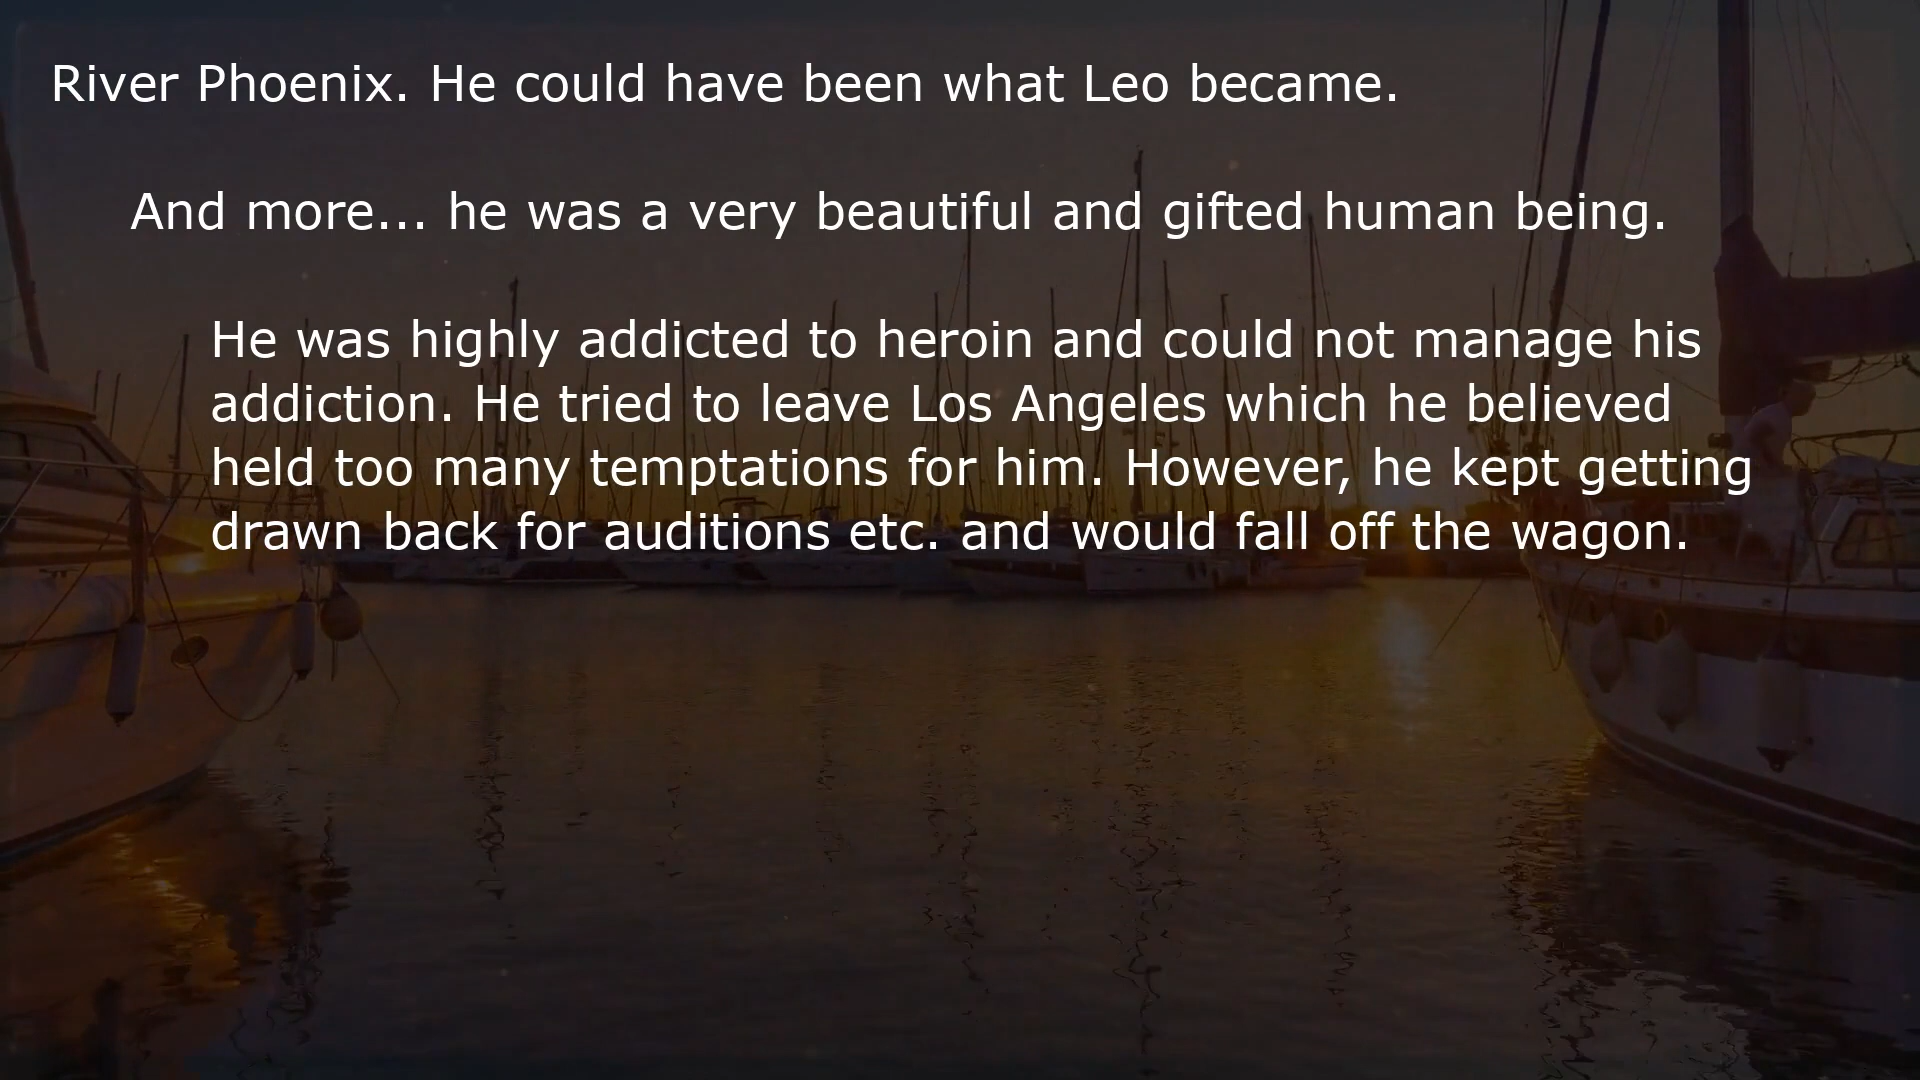 River Phoenix. He could have been what Leo became.
And more... he was a very beautiful and gifted human being.
He was highly addicted to heroin and could not manage his
addiction. He tried to leave Los Angeles which he believed
held too many temptations for him. However, he kept getting
drawn back for auditions etc. and would fall off the wagon.